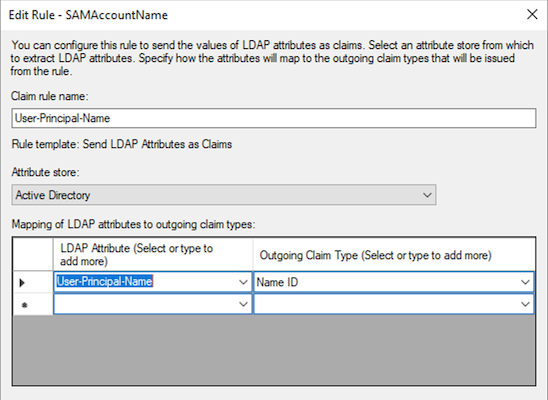 Edit Rule - SAMAccountName
You can configure this rule to send the values of LDAP attributes as claims. Select an attribute store from which
to extract LDAP attributes. Specify how the attributes will map to the outgoing claim types that will be issued
from the rule.
Claim rule name:
User-Principal-Name
Rule template: Send LDAP Attributes as Claims
Attribute store:
Active Directory
Mapping of LDAP attributes to outgoing claim types:
LDAP Attribute (Select or type to
add more)
Outgoing Claim Type (Select or type to add more)
User-Principal-Name
Name ID